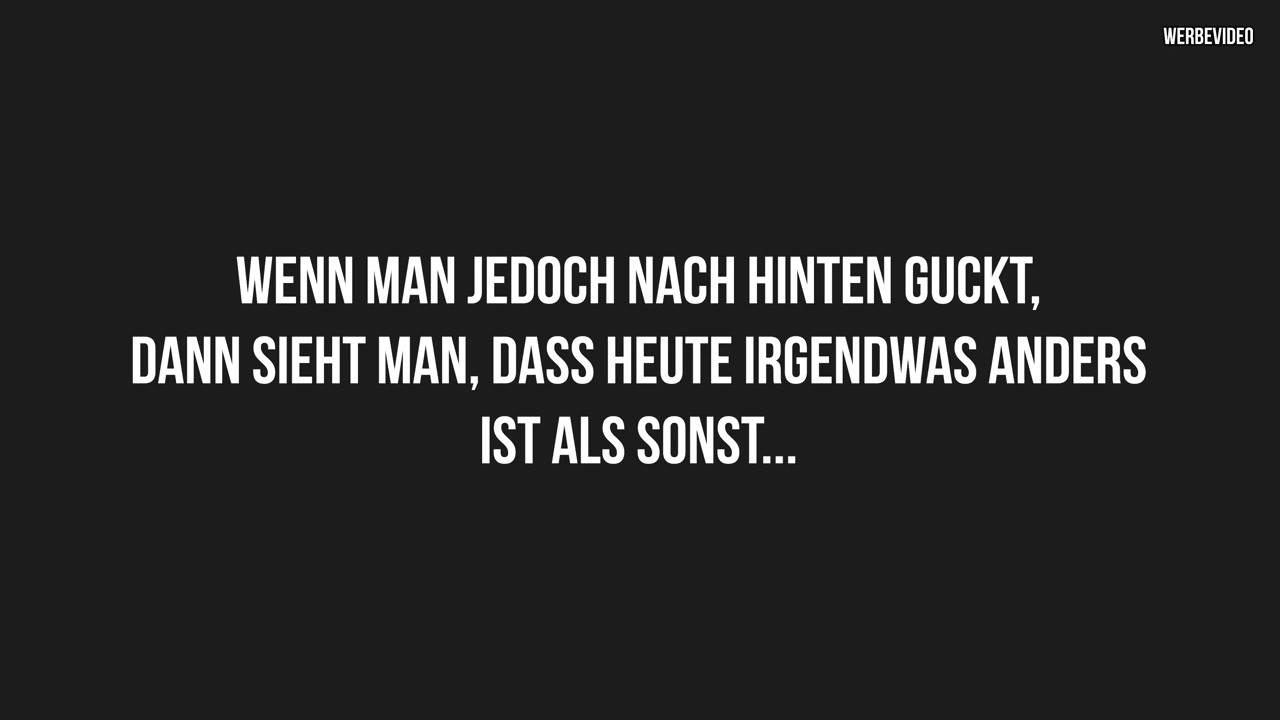 WERBEVIDEO
WENN MAN JEDOCH NACH HINTEN GUCKT,
DANN SIEHT MAN, DASS HEUTE IRGENDWAS ANDERS
IST ALS SONST...